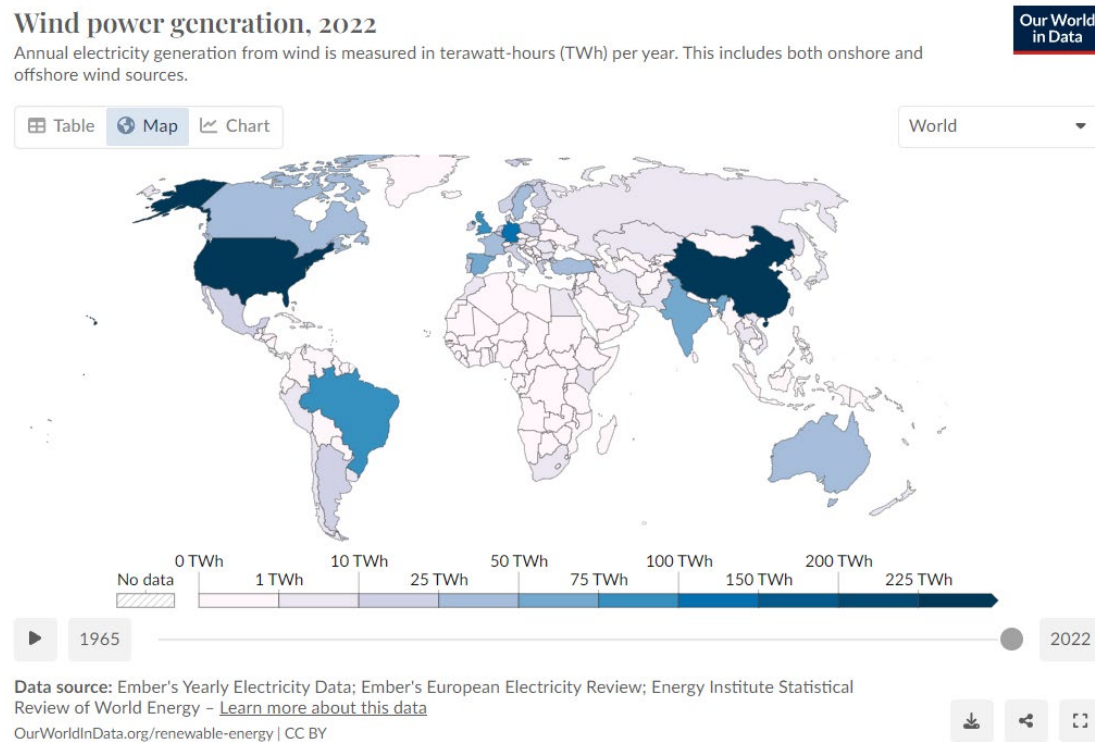 Wind power generation, 2022
Our World
in Data
Annual electricity generation from wind is measured in terawatt-hours (TWh) per year. This includes both onshore and
offshore wind sources.
Table
Map
Chart
World
0 TWh
10 TWh
50 TWh
100 TWh
200 TWh
No data
1 TWh
25 TWh
75 TWh
150 TWh
225 TWh
1965
2022
Data source: Ember's Yearly Electricity Data; Ember's European Electricity Review; Energy Institute Statistical
Review of World Energy – Learn more about this data
OurWorldInData.org/renewable-energy | CC BY